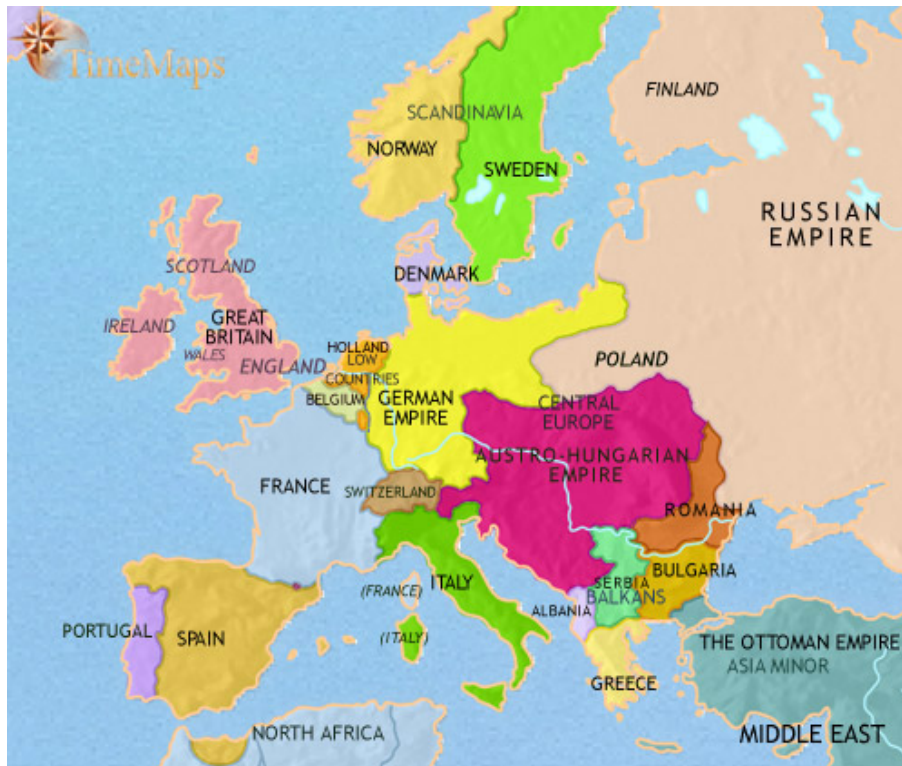 TimeMaps
FINLAND
SCANDINAVIA
NORWAY
SWEDEN
RUSSIAN
EMPIRE
SCOTLAND
DENMARK
IRELAND
GREAT
BRITAIN
WALES
ENGLAND
HOLLAND
LOW
COUNTRIES
BELGIUM
POLAND
GERMAN
EMPIRE
CENTRAL
EUROPE
AUSTRO-HUNGARIAN
EMPIRE
FRANCE
SWITZERLAND
ROMANIA
ITALY
(FRANCE)
SERBIA
BALKANS
BULGARIA
ALBANIA
PORTUGAL
SPAIN
(ITALY)
THE OTTOMAN EMPIRE
ASIA MINOR
GREECE
NORTH AFRICA
MIDDLE EAST